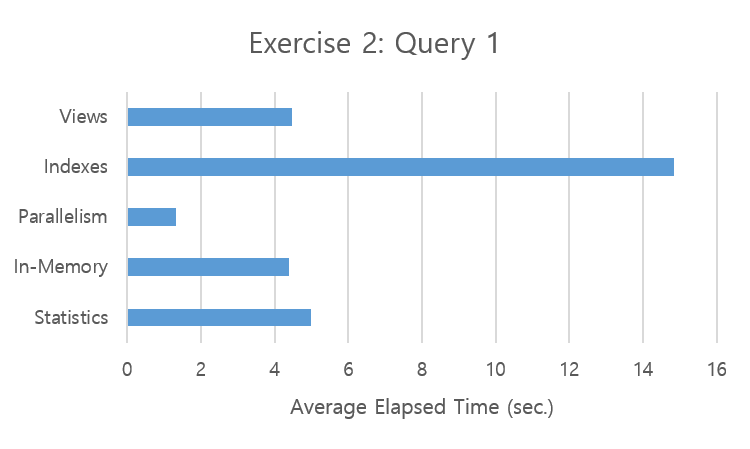 Exercise 2: Query 1
Views
Indexes
Parallelism
In-Memory
Statistics
0 2 4 6 8 10 12 14 16
Average Elapsed Time (sec.)